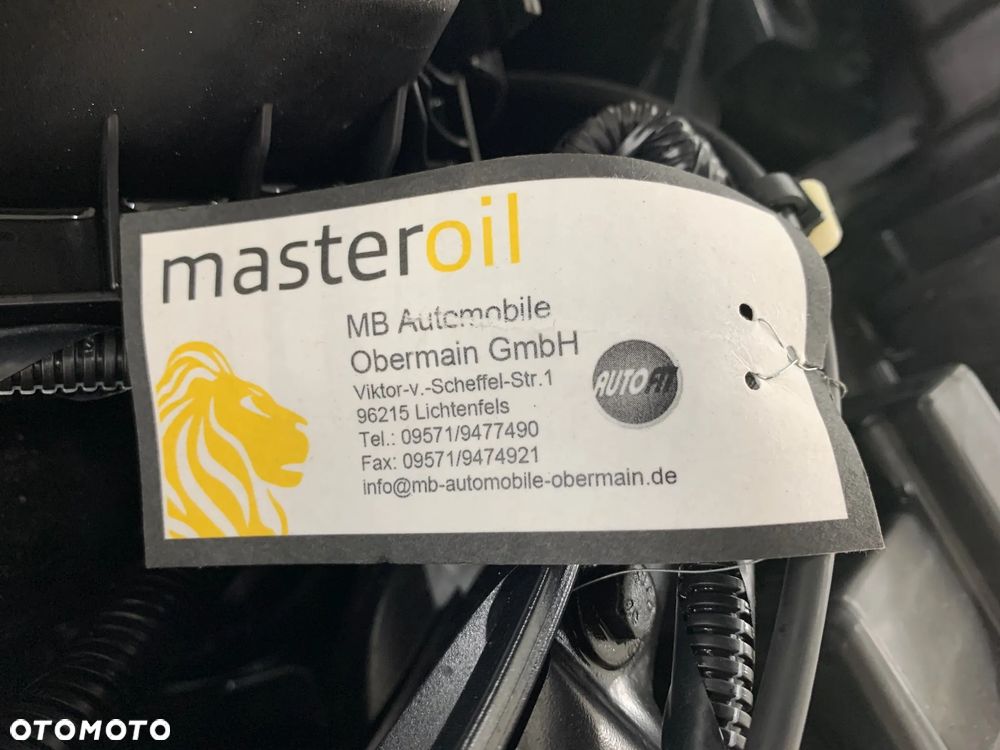 masteroil
MB Automobile
Obermain GmbH
Viktor-v.-Scheffel-Str.1
96215 Lichtenfels
Tel.: 09571/9477490
Fax: 09571/9474921
info@mb-automobile-obermain.de
AUTOFIT
OTOMOTO